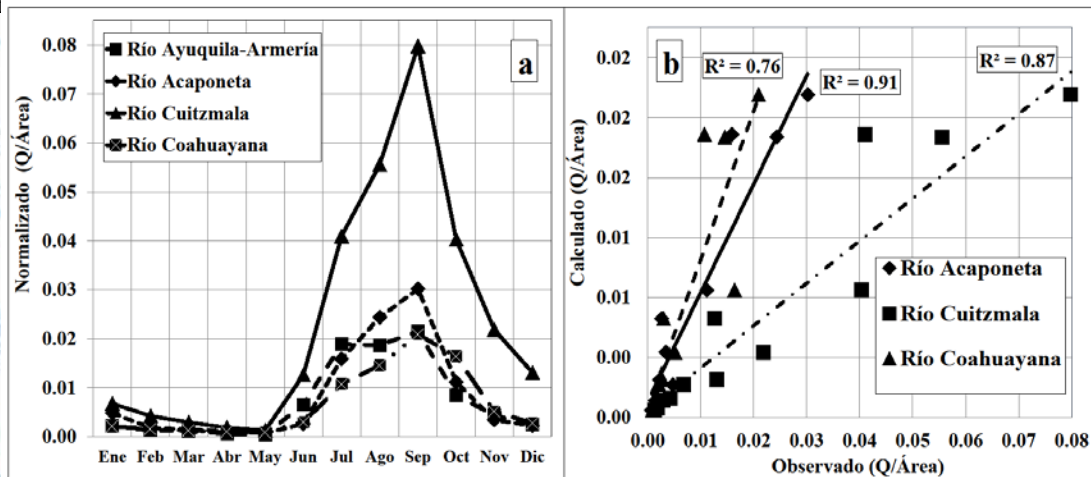 a
Normalizado (Q/Área)
0.08
0.07
0.06
0.05
0.04
0.03
0.02
0.01
0.00
Río Ayuquila-Armería
Río Acaponeta
Río Cuitzmala
Río Coahuayana
Ene Feb Mar Abr May Jun Jul Ago Sep Oct Nov Dic
b
R² = 0.76
R² = 0.91
R² = 0.87
Calculado (Q/Área)
0.02
0.02
0.02
0.01
0.01
0.00
0.00
Río Acaponeta
Río Cuitzmala
Río Coahuayana
0.00 0.01 0.02 0.03 0.04 0.05 0.06 0.07 0.08
Observado (Q/Área)